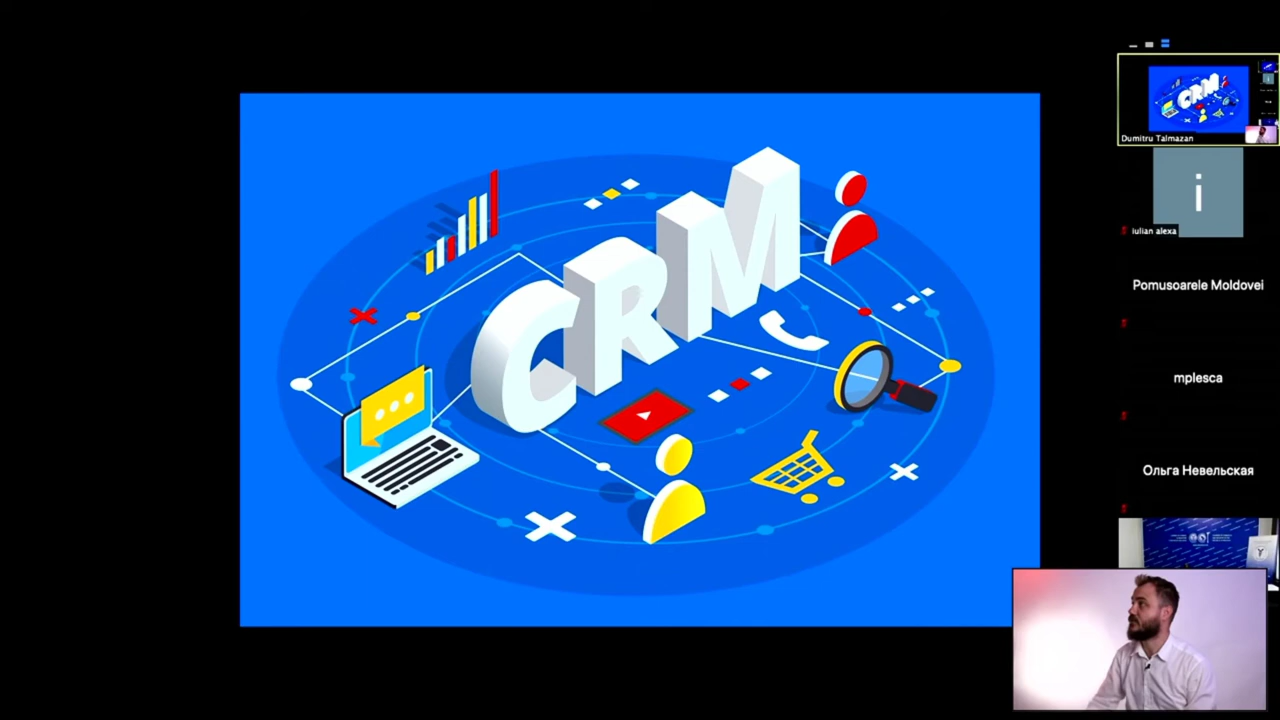 CRM
Dumitru Talmazan
i
iulian alexa
Pomusoarele Moldovei
mplesca
Ольга Невельская